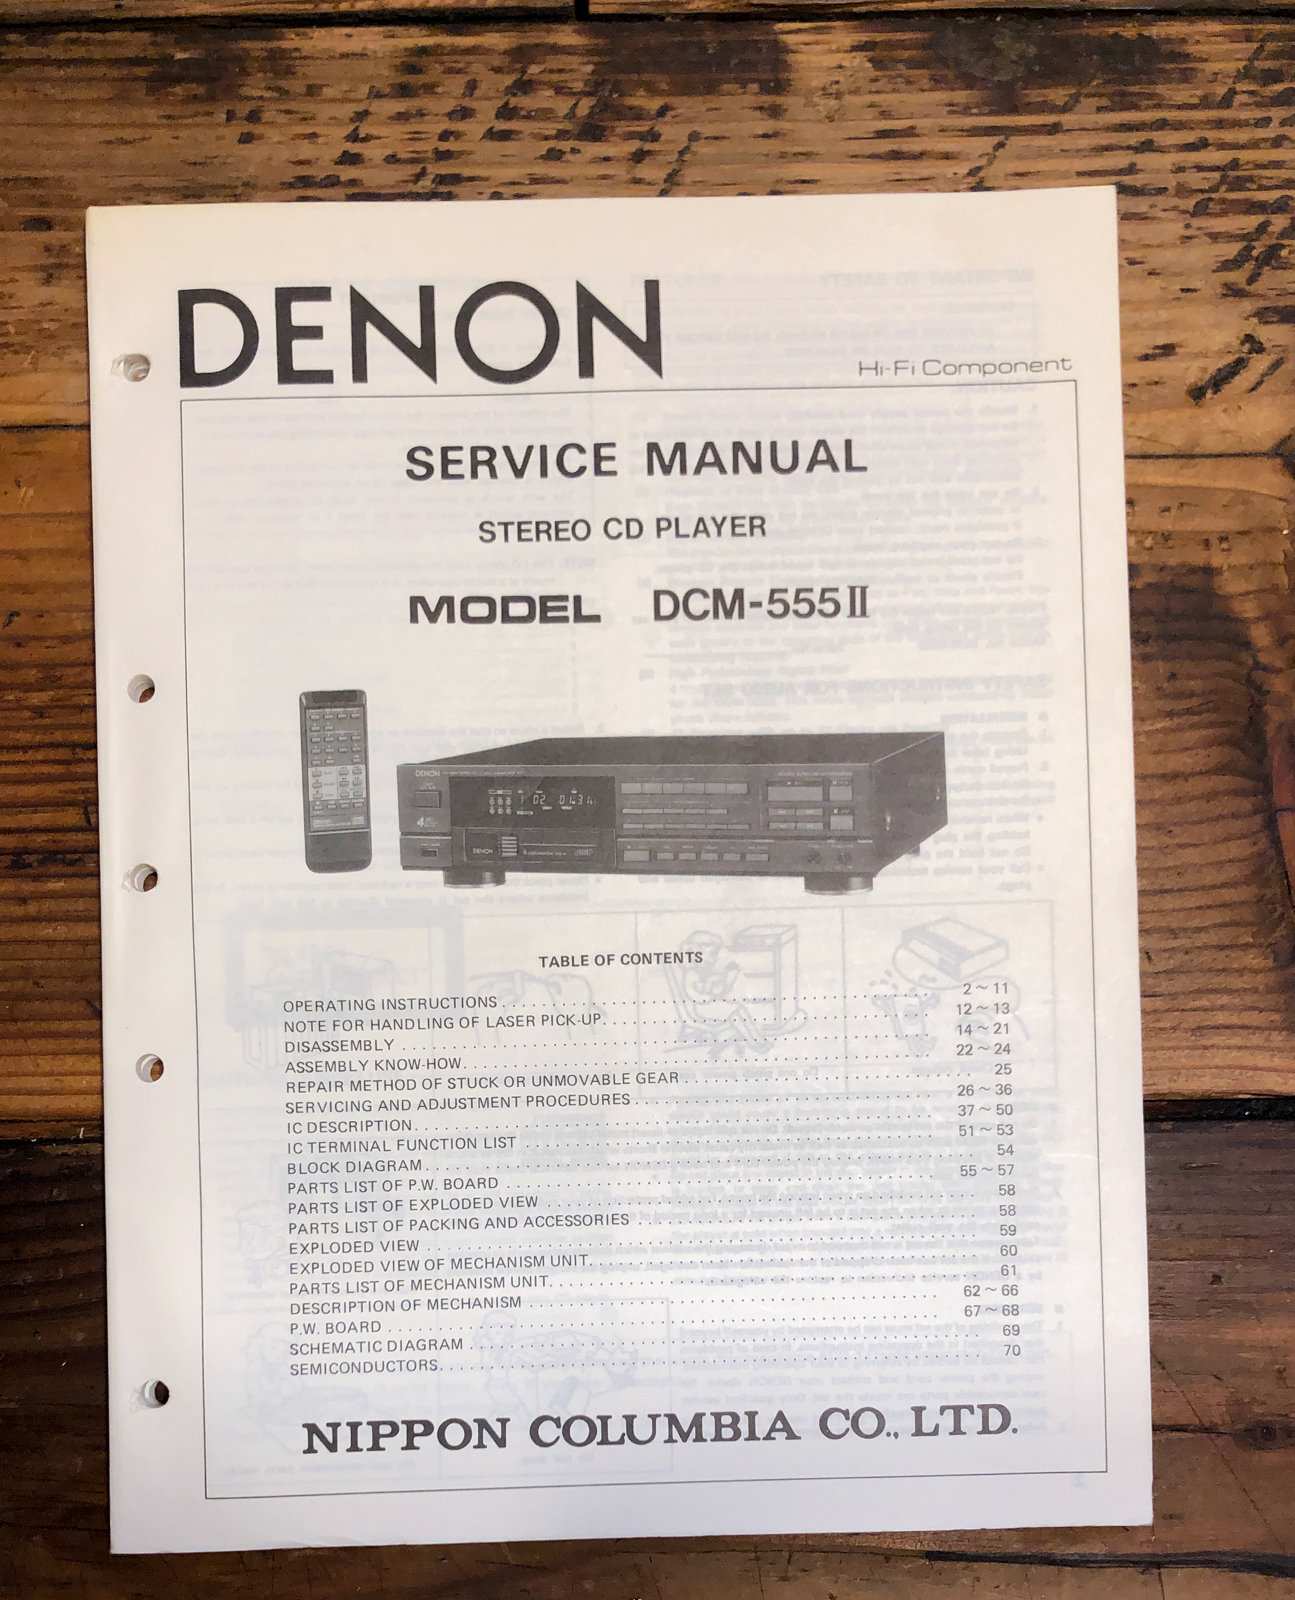 DENON
Hi-Fi Component
SERVICE MANUAL
STEREO CD PLAYER
MODEL DCM-555II
DENON
1 02
4
DENON
TABLE OF CONTENTS
OPERATING INSTRUCTIONS . . . . . . . . . . 2 ~ 11
NOTE FOR HANDLING OF LASER PICK-UP. . . . . . . . . . 12 ~ 13
DISASSEMBLY . . . . . . . . . . 14 ~ 21
ASSEMBLY KNOW-HOW. . . . . . . . . . 22 ~ 24
REPAIR METHOD OF STUCK OR UNMOVABLE GEAR . . . . . . . . . . 25
SERVICING AND ADJUSTMENT PROCEDURES . . . . . . . . . . 26 ~ 36
IC DESCRIPTION. . . . . . . . . . 37 ~ 50
IC TERMINAL FUNCTION LIST . . . . . . . . . . 51 ~ 53
BLOCK DIAGRAM . . . . . . . . . . 54
PARTS LIST OF P.W. BOARD . . . . . . . . . . 55 ~ 57
PARTS LIST OF EXPLODED VIEW . . . . . . . . . . 58
PARTS LIST OF PACKING AND ACCESSORIES . . . . . . . . . . 58
EXPLODED VIEW . . . . . . . . . . 59
EXPLODED VIEW OF MECHANISM UNIT. . . . . . . . . . 60
PARTS LIST OF MECHANISM UNIT. . . . . . . . . . 61
DESCRIPTION OF MECHANISM . . . . . . . . . . 62 ~ 66
P.W. BOARD . . . . . . . . . . 67 ~ 68
SCHEMATIC DIAGRAM . . . . . . . . . . 69
SEMICONDUCTORS. . . . . . . . . . 70
NIPPON COLUMBIA CO., LTD.